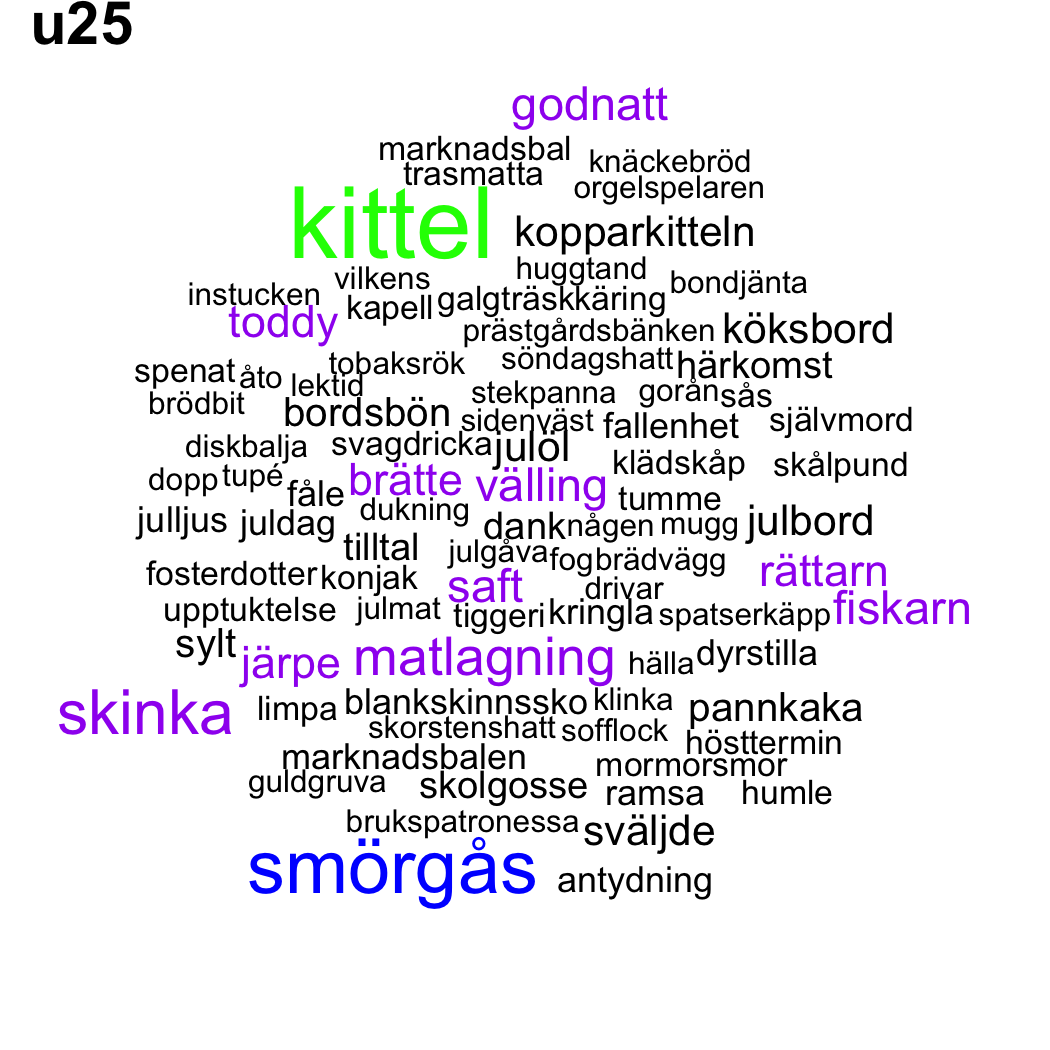 u25
godnatt
marknadsbal knäckebröd
trasmatta orgelspelaren
kittel kopparkitteln
vilkens huggtand bondjänta
instucken kapell galgträskkäring
toddy prästgårdsbänken köksbord
tobaksrök söndagshatt härkomst
spenat åto lektid stekpanna gorån sås
brödbit bordsbön sidenväst fallenhet självmord
diskbalja svagdricka julöl klädskåp skålpund
dopp tupé fåle brätte välling tumme
julljus juldag dukning dank någen mugg julbord
tilltal julgåva fog brädvägg rättarn
fosterdotter konjak saft drivar
upptuktelse julmat tiggeri kringla spatserkäpp fiskarn
sylt järpe matlagning hälla dyrstilla
skinka limpa blankskinnssko klinka pannkaka
skorstenshatt sofflock hösttermin
marknadsbalen mormorsmor
guldgruva skolgosse ramsa humle
brukspatronessa sväljde
smörgås antydning